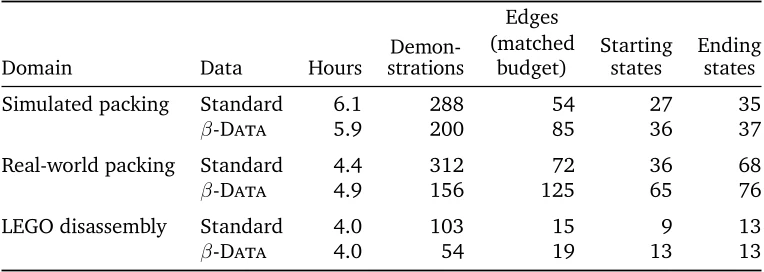 Edges
Demon- (matched Starting Ending
Domain Data Hours strations budget) states states
Simulated packing Standard 6.1 288 54 27 35
β-Data 5.9 200 85 36 37
Real-world packing Standard 4.4 312 72 36 68
β-Data 4.9 156 125 65 76
LEGO disassembly Standard 4.0 103 15 9 13
β-Data 4.0 54 19 13 13